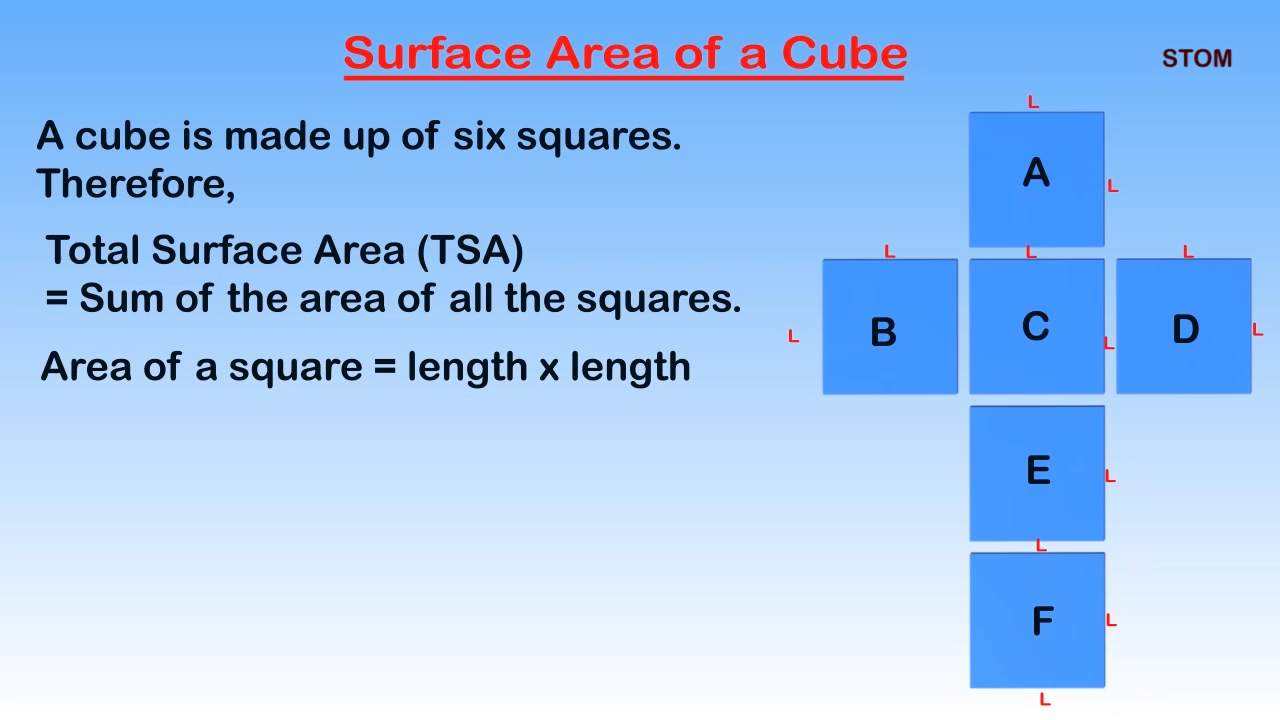 Surface Area of a Cube
STOM
A cube is made up of six squares.
Therefore,
Total Surface Area (TSA)
= Sum of the area of all the squares.
Area of a square = length x length
L
A
L
L
L
L
L
B
C
L
D
L
E
L
L
F
L
L